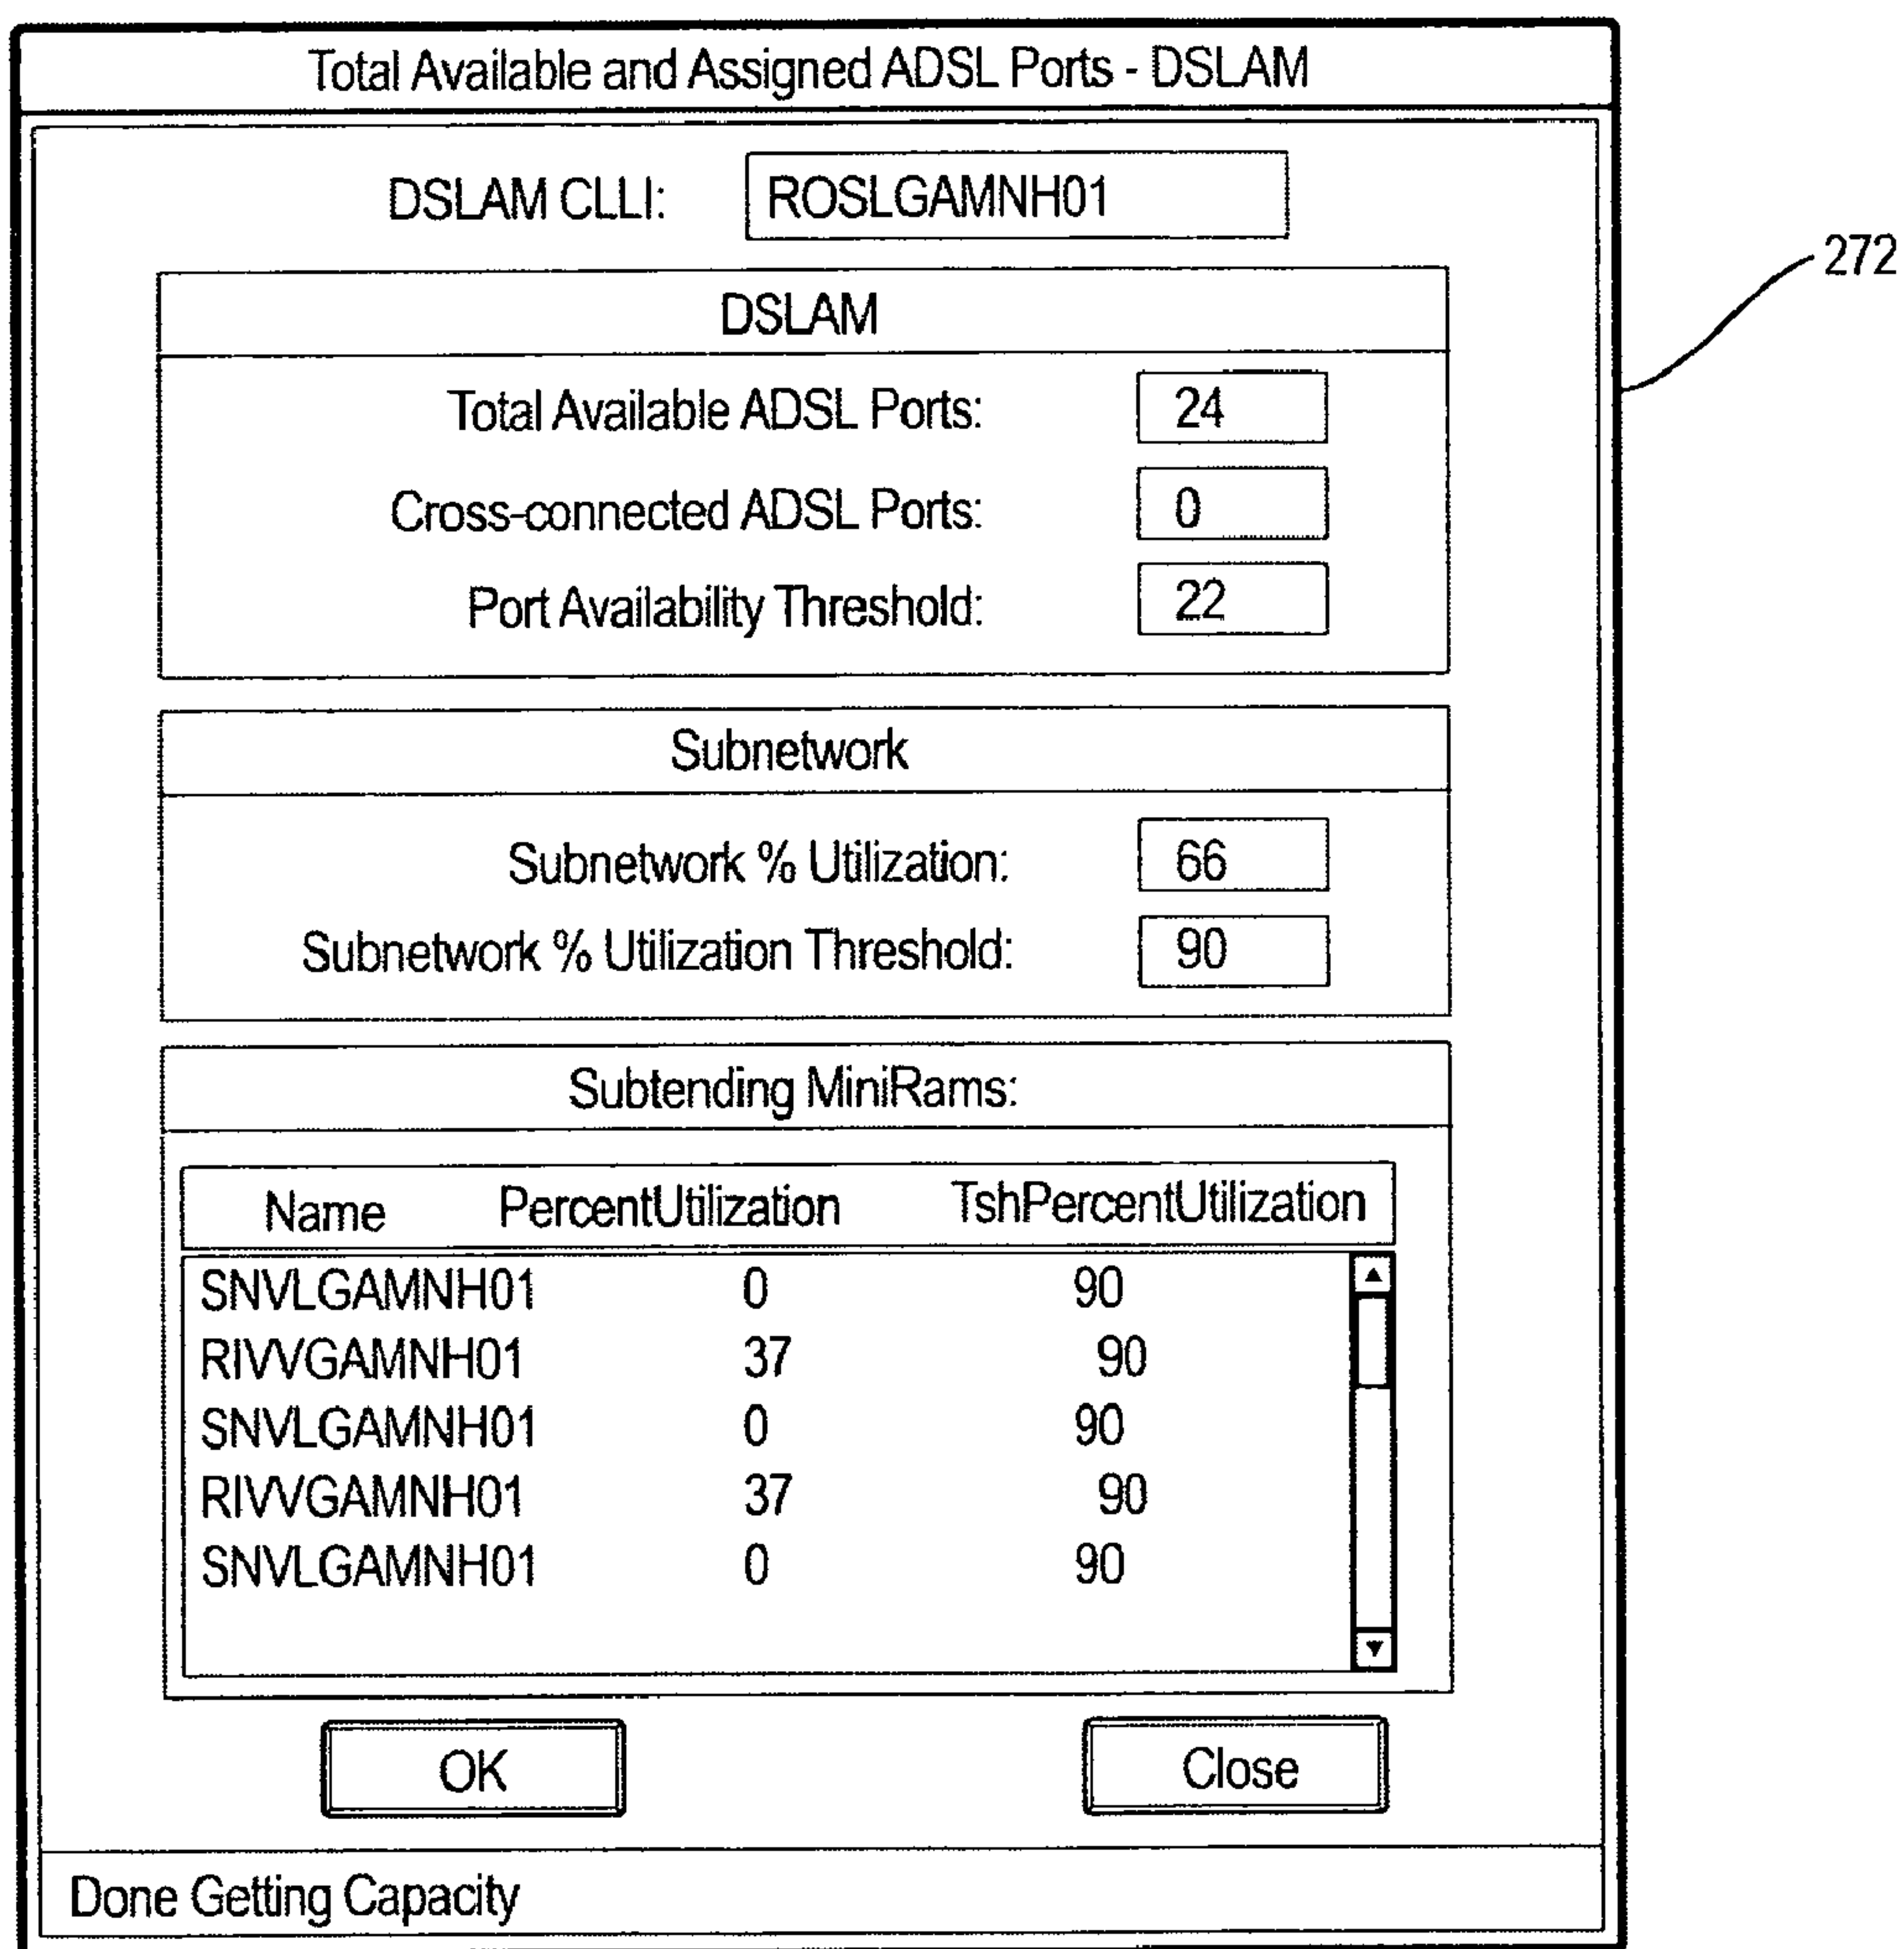 Total Available and Assigned ADSL Ports - DSLAM
DSLAM CLLI: ROSLGAMNH01
272
DSLAM
Total Available ADSL Ports: 24
Cross-connected ADSL Ports: 0
Port Availability Threshold: 22
Subnetwork
Subnetwork % Utilization: 66
Subnetwork % Utilization Threshold: 90
Subtending MiniRams:
Name PercentUtilization TshPercentUtilization
SNVLGAMNH01 0 90
RIVVGAMNH01 37 90
SNVLGAMNH01 0 90
RIVVGAMNH01 37 90
SNVLGAMNH01 0 90
OK Close
Done Getting Capacity